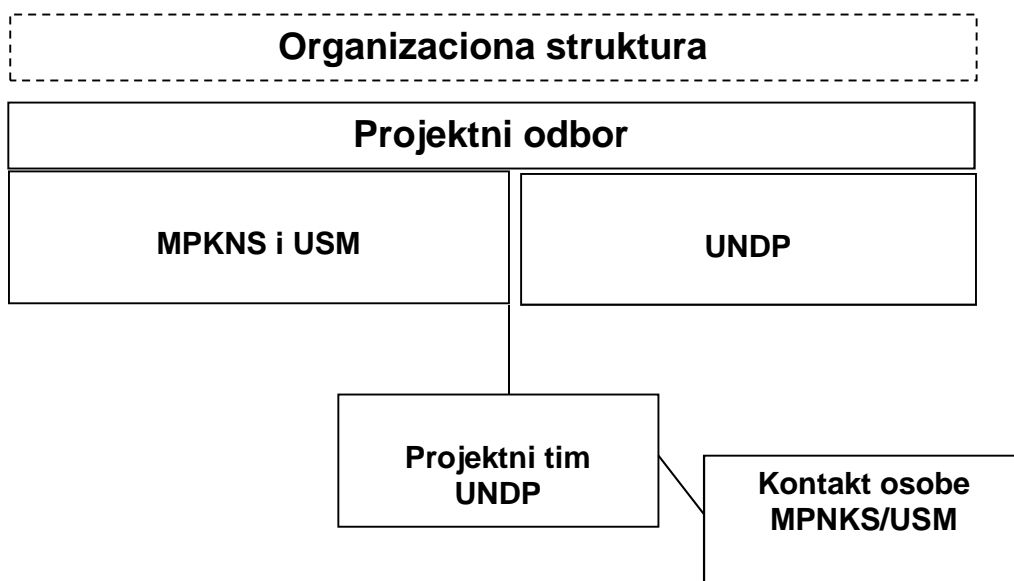 Organizaciona struktura
Projektni odbor
MPKNS i USM
UNDP
Projektni tim
UNDP
Kontakt osobe
MPNKS/USM